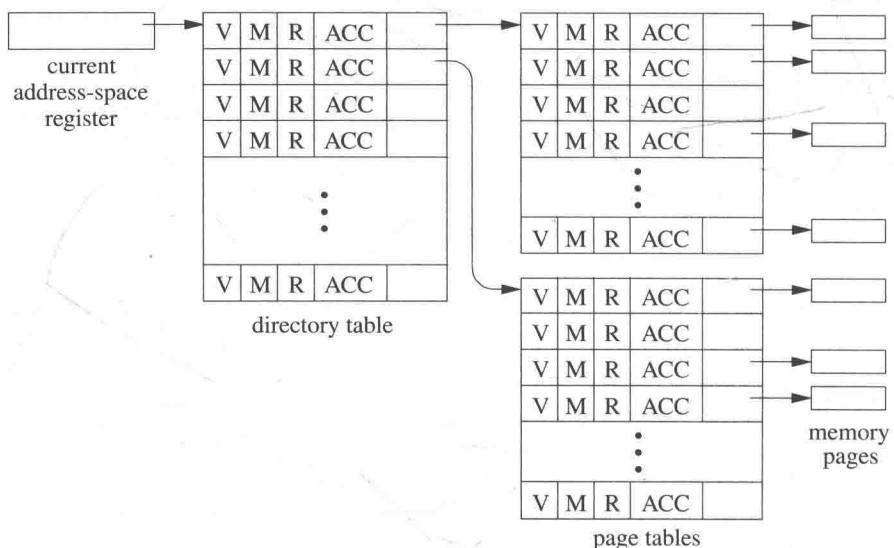 current
address-space
register
V M R ACC
V M R ACC
V M R ACC
V M R ACC
V M R ACC
directory table
V M R ACC
V M R ACC
V M R ACC
V M R ACC
V M R ACC
V M R ACC
V M R ACC
V M R ACC
V M R ACC
V M R ACC
page tables
memory
pages